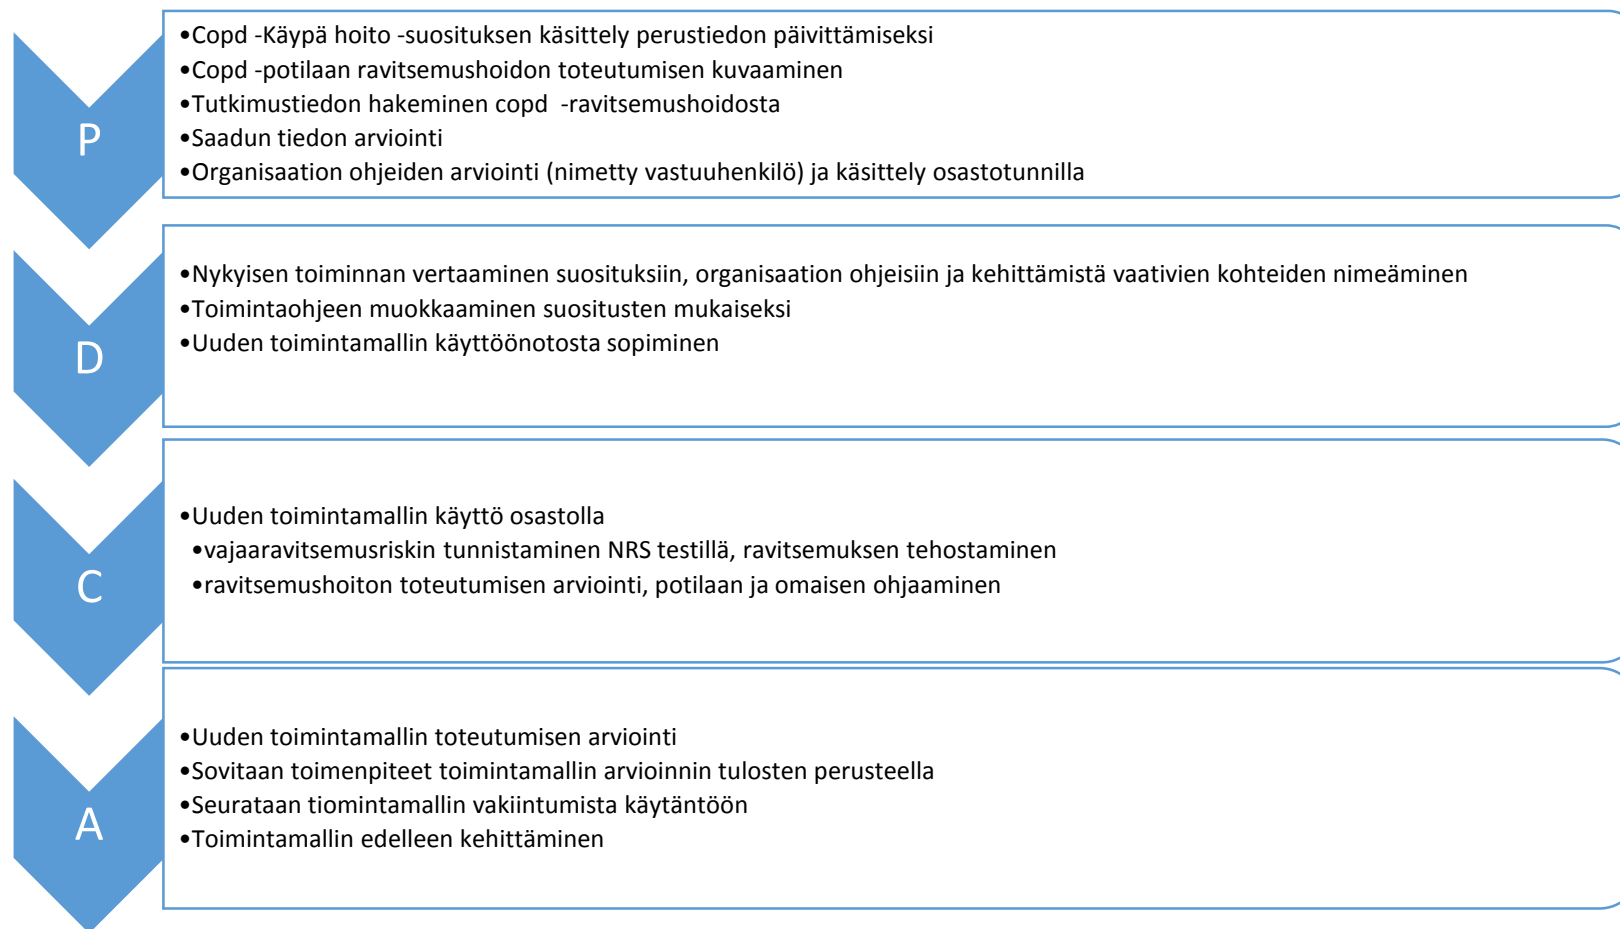 P
•Copd -Käypä hoito -suosituksen käsittely perustiedon päivittämiseksi
•Copd -potilaan ravitsemushoidon toteutumisen kuvaaminen
•Tutkimustiedon hakeminen copd -ravitsemushoidosta
•Saadun tiedon arviointi
•Organisaation ohjeiden arviointi (nimetty vastuuhenkilö) ja käsittely osastotunnilla
D
•Nykyisen toiminnan vertaaminen suosituksiin, organisaation ohjeisiin ja kehittämistä vaativien kohteiden nimeäminen
•Toimintaohjeen muokkaaminen suositusten mukaiseksi
•Uuden toimintamallin käyttöönotosta sopiminen
C
•Uuden toimintamallin käyttö osastolla
•vajaaravitsemusriskin tunnistaminen NRS testillä, ravitsemuksen tehostaminen
•ravitsemushoiton toteutumisen arviointi, potilaan ja omaisen ohjaaminen
A
•Uuden toimintamallin toteutumisen arviointi
•Sovitaan toimenpiteet toimintamallin arvioinnin tulosten perusteella
•Seurataan tiomintamallin vakiintumista käytäntöön
•Toimintamallin edelleen kehittäminen